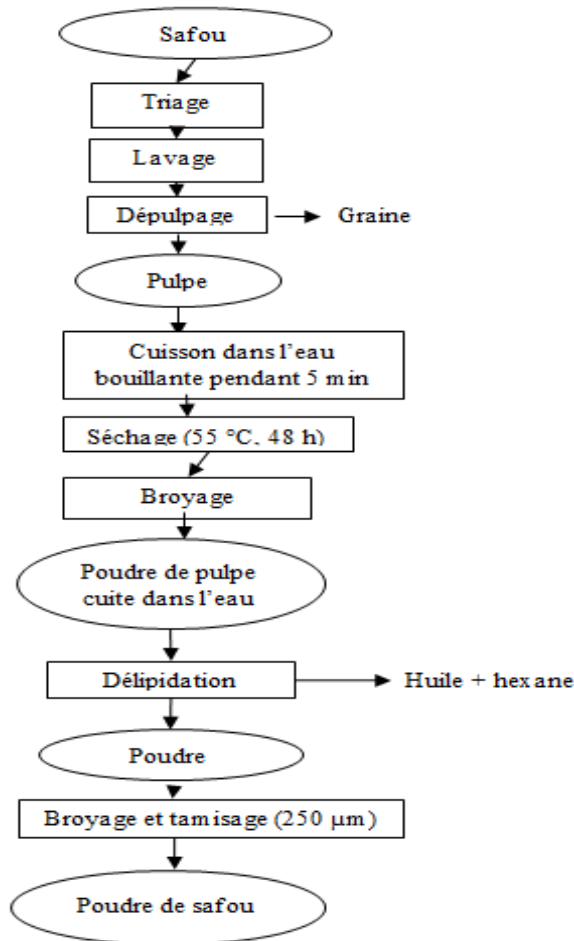 Safou
Triage
Lavage
Dépulpage
Graine
Pulpe
Cuisson dans l'eau
bouillante pendant 5 min
Séchage (55 °C, 48 h)
Broyage
Poudre de pulpe
cuite dans l'eau
Délipidation
Huile + hexane
Poudre
Broyage et tamisage (250 µm)
Poudre de safou